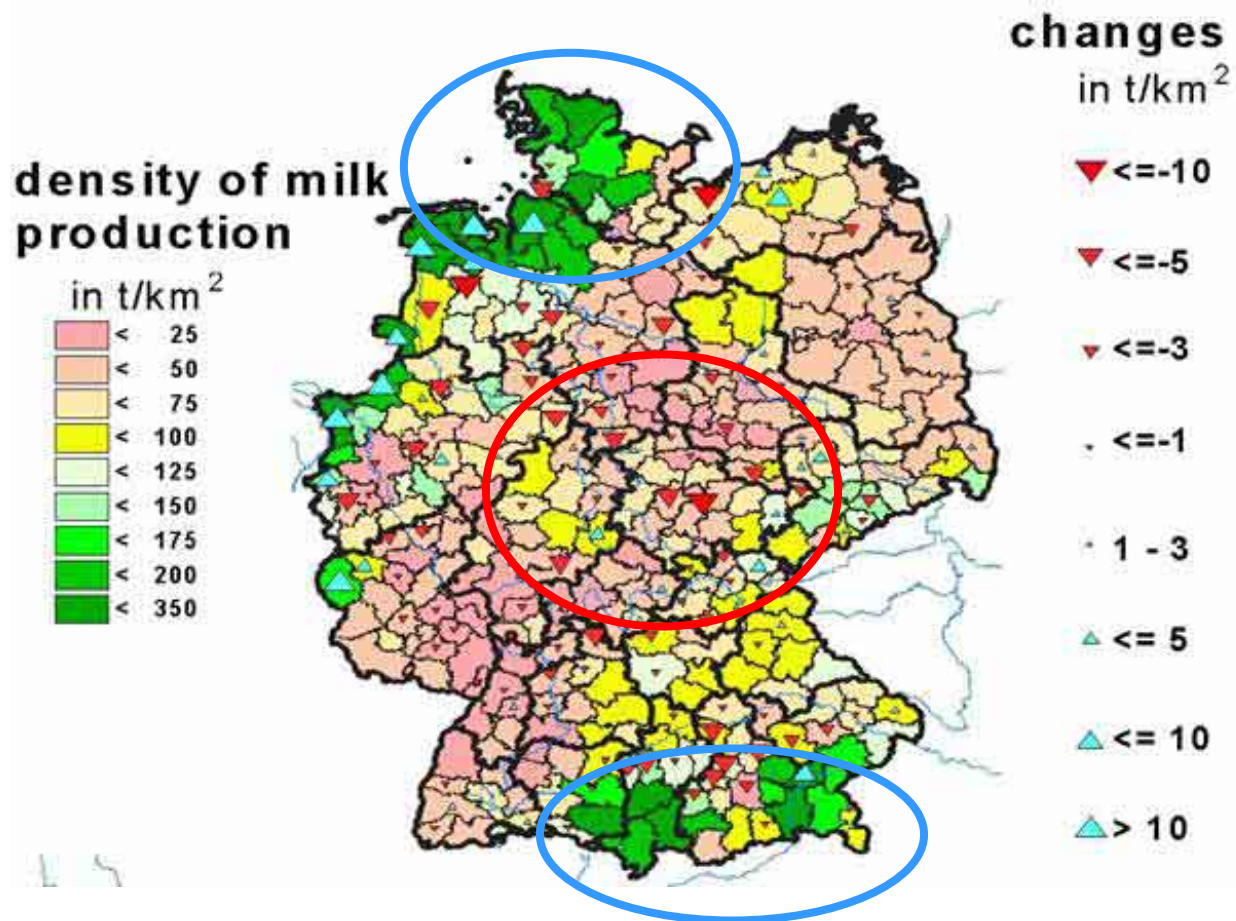 density of milk
production
in t/km²
< 25
< 50
< 75
< 100
< 125
< 150
< 175
< 200
< 350
changes
in t/km²
<=-10
<=-5
<=-3
<=-1
1 - 3
<= 5
<= 10
> 10